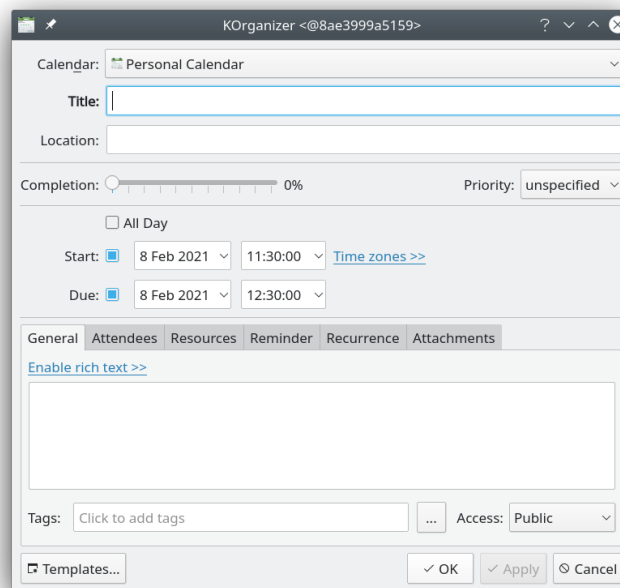 KOrganizer <@8ae3999a5159>
Calendar: Personal Calendar
Title:
Location:
Completion: 0% Priority: unspecified
All Day
Start: 8 Feb 2021 11:30:00 Time zones >>
Due: 8 Feb 2021 12:30:00
General Attendees Resources Reminder Recurrence Attachments
Enable rich text >>
Tags: Click to add tags ... Access: Public
Templates... OK Apply Cancel